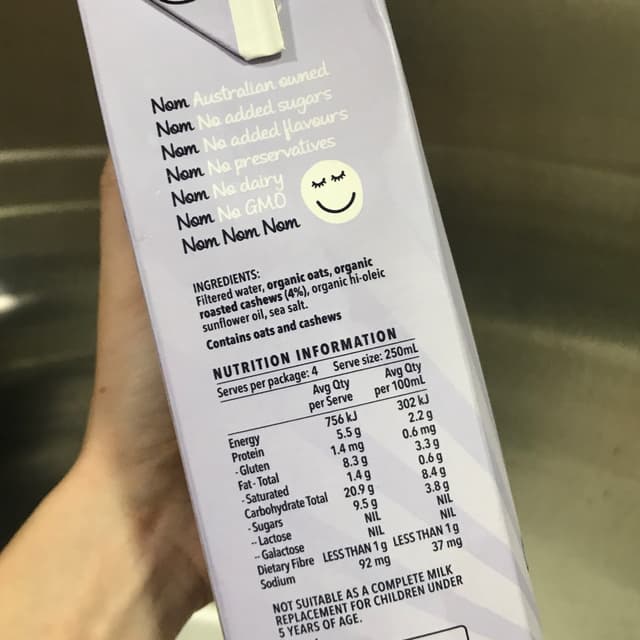 Nom Australian owned
Nom No added sugars
Nom No added flavours
Nom No preservatives
Nom No dairy
Nom No GMO
Nom Nom Nom
INGREDIENTS:
Filtered water, organic oats, organic
roasted cashews (4%), organic hi-oleic
sunflower oil, sea salt.
Contains oats and cashews
NUTRITION INFORMATION
Serves per package: 4 Serve size: 250mL
Avg Qty per Serve Avg Qty per 100mL
Energy 756 kJ 302 kJ
Protein 5.5 g 2.2 g
- Gluten 1.4 mg 0.6 mg
Fat - Total 8.3 g 3.3 g
- Saturated 1.4 g 0.6 g
Carbohydrate Total 20.9 g 8.4 g
- Sugars 9.5 g 3.8 g
-- Lactose NIL NIL
-- Galactose NIL NIL
Dietary Fibre LESS THAN 1 g LESS THAN 1 g
Sodium 92 mg 37 mg
NOT SUITABLE AS A COMPLETE MILK
REPLACEMENT FOR CHILDREN UNDER
5 YEARS OF AGE.